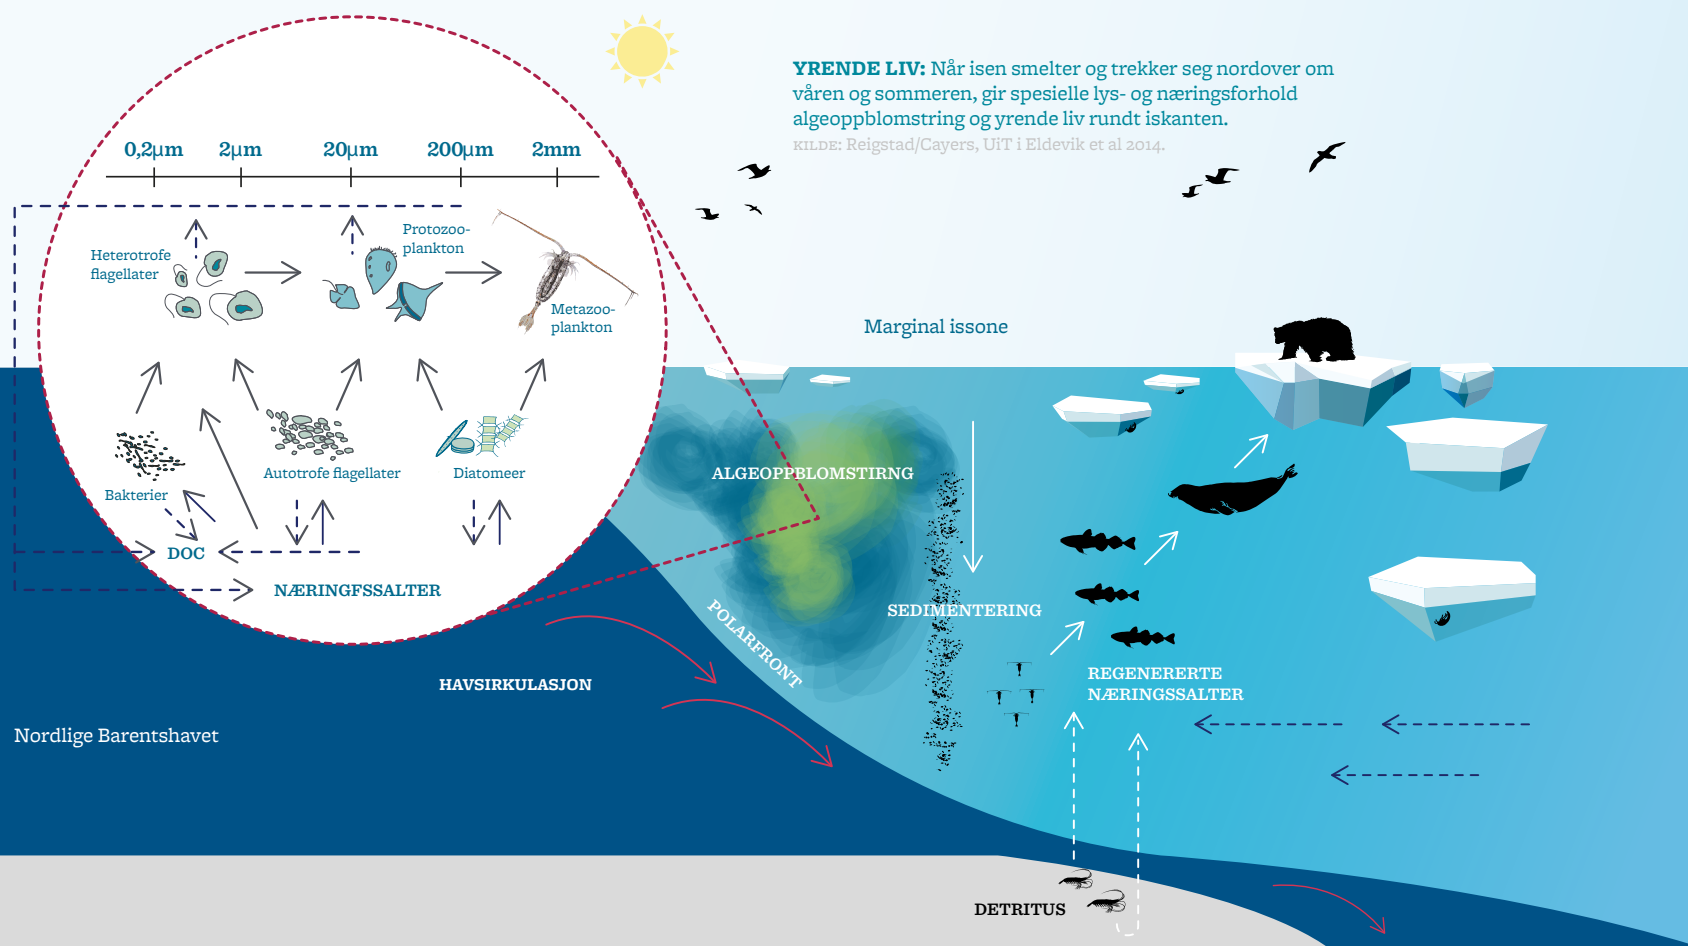 YRENDE LIV: Når isen smelter og trekker seg nordover om
våren og sommeren, gir spesielle lys- og næringsforhold
algeoppblomstring og yrende liv rundt iskanten.
KILDE: Reigstad/Cayers, UiT i Eldevik et al 2014.
0,2µm 2µm 20µm 200µm 2mm
Heterotrofe
flagellater
Protozoo-
plankton
Metazoo-
plankton
Bakterier
Autotrofe flagellater
Diatomeer
DOC
NÆRINGFSSALTER
Marginal issone
ALGEOPPBLOMSTIRNG
POLARFRONT
SEDIMENTERING
REGENERERTE
NÆRINGSSALTER
HAVSIRKULASJON
Nordlige Barentshavet
DETRITUS